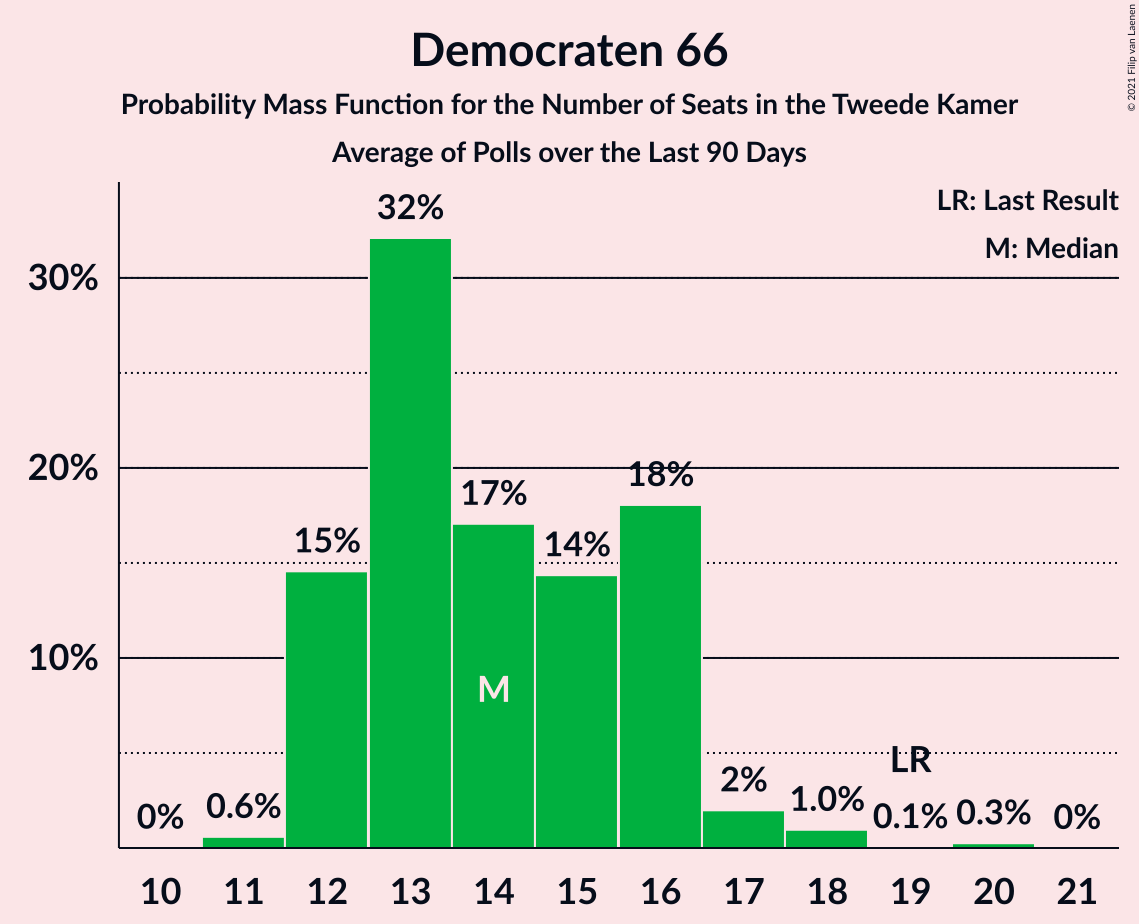 Democraten 66
Probability Mass Function for the Number of Seats in the Tweede Kamer
Average of Polls over the Last 90 Days
© 2021 Filip van Laenen
LR: Last Result
M: Median
30%
20%
10%
0%
0.6%
15%
32%
17%
14%
18%
2%
1.0%
0.1%
0.3%
0%
M
LR
10 11 12 13 14 15 16 17 18 19 20 21